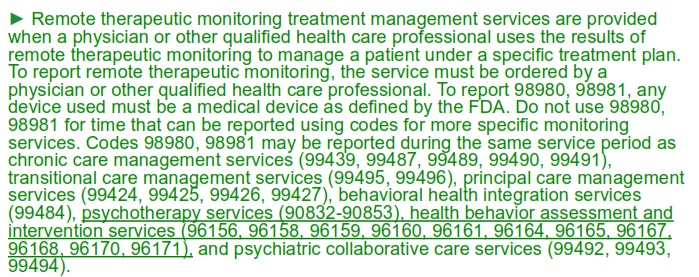 ► Remote therapeutic monitoring treatment management services are provided
when a physician or other qualified health care professional uses the results of
remote therapeutic monitoring to manage a patient under a specific treatment plan.
To report remote therapeutic monitoring, the service must be ordered by a
physician or other qualified health care professional. To report 98980, 98981, any
device used must be a medical device as defined by the FDA. Do not use 98980,
98981 for time that can be reported using codes for more specific monitoring
services. Codes 98980, 98981 may be reported during the same service period as
chronic care management services (99439, 99487, 99489, 99490, 99491),
transitional care management services (99495, 99496), principal care management
services (99424, 99425, 99426, 99427), behavioral health integration services
(99484), psychotherapy services (90832-90853), health behavior assessment and
intervention services (96156, 96158, 96159, 96160, 96161, 96164, 96165, 96167,
96168, 96170, 96171), and psychiatric collaborative care services (99492, 99493,
99494).